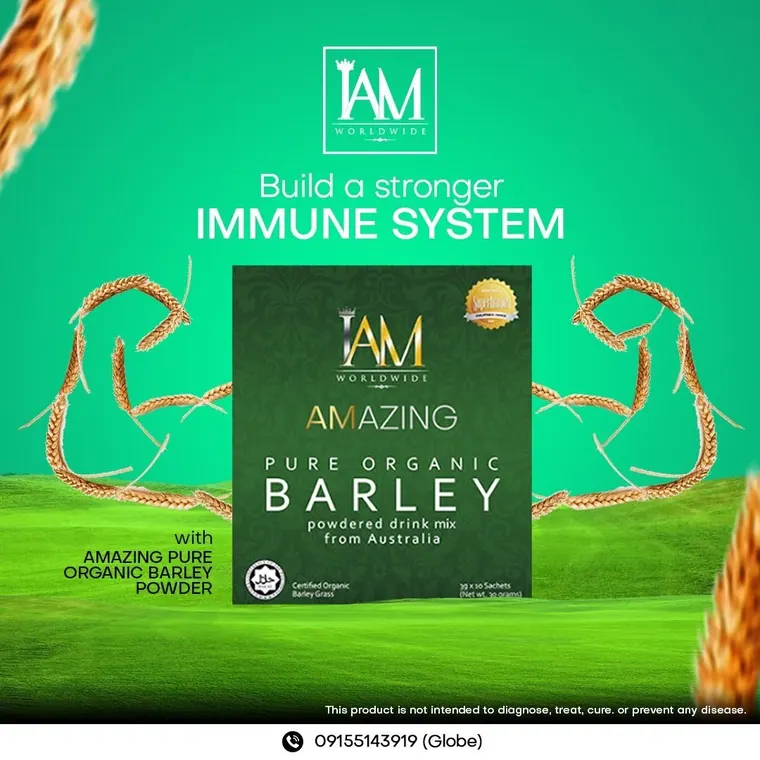 IAM
WORLDWIDE
Build a stronger
IMMUNE SYSTEM
IAM
WORLDWIDE
AMAZING
PURE ORGANIC
BARLEY
powdered drink mix
from Australia
Certified Organic
Barley Grass
3g x 10 Sachets
(Net wt. 30 grams)
with
AMAZING PURE
ORGANIC BARLEY
POWDER
This product is not intended to diagnose, treat, cure. or prevent any disease.
09155143919 (Globe)